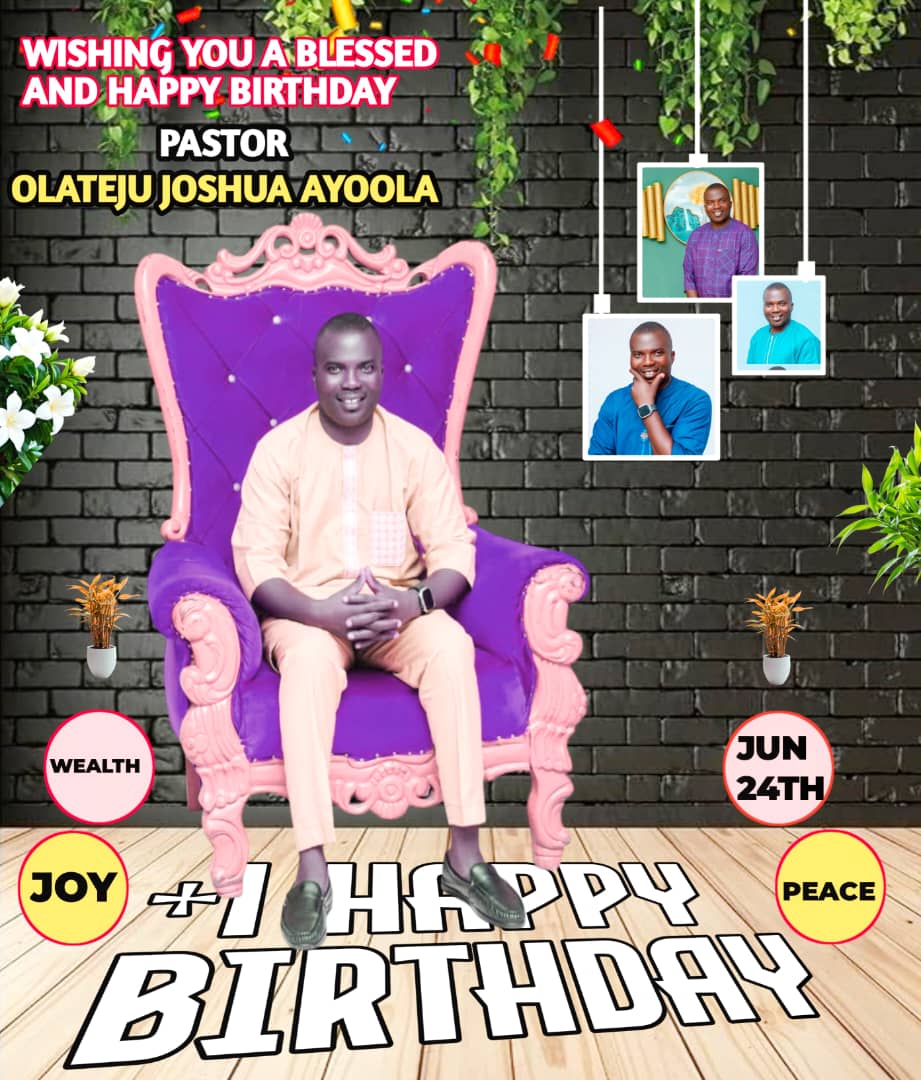 WISHING YOU A BLESSED
AND HAPPY BIRTHDAY
PASTOR
OLATEJU JOSHUA AYOOLA
WEALTH
JUN
24TH
JOY
PEACE
+1 HAPPY
BIRTHDAY